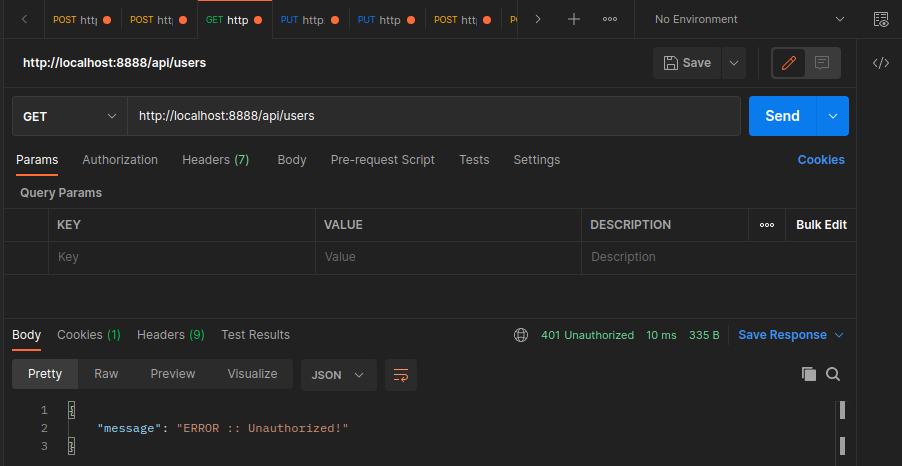 POST http GET http PUT http PUT http POST http No Environment
POST http
http://localhost:8888/api/users Save
GET http://localhost:8888/api/users Send
Params Authorization Headers (7) Body Pre-request Script Tests Settings Cookies
Query Params
KEY VALUE DESCRIPTION Bulk Edit
Key Value Description
Body Cookies (1) Headers (9) Test Results 401 Unauthorized 10 ms 335 B Save Response
Pretty Raw Preview Visualize JSON
1 {
2 "message": "ERROR :: Unauthorized!"
3 }